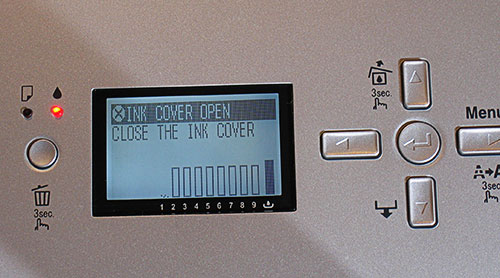 INK COVER OPEN
CLOSE THE INK COVER
1 2 3 4 5 6 7 8 9
3sec.
3sec.
Menu
A→A
3sec.